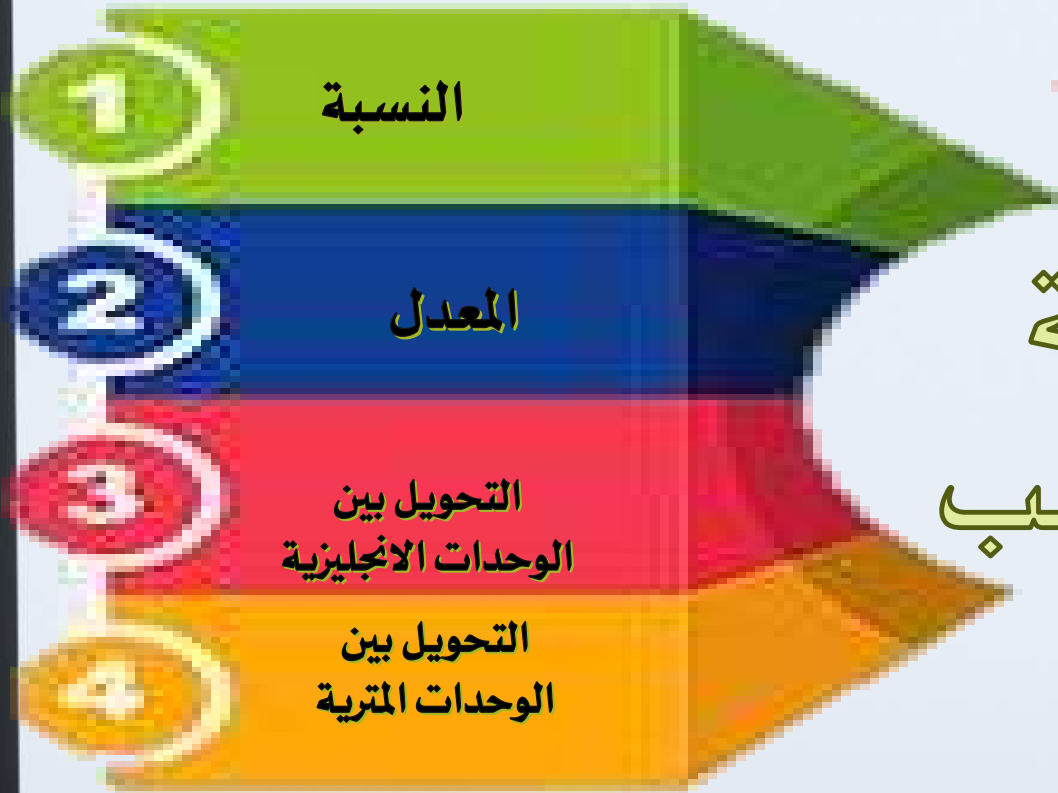 1
النسبة
2
المعدل
3
التحويل بين
الوحدات الانجليزية
4
التحويل بين
الوحدات المترية